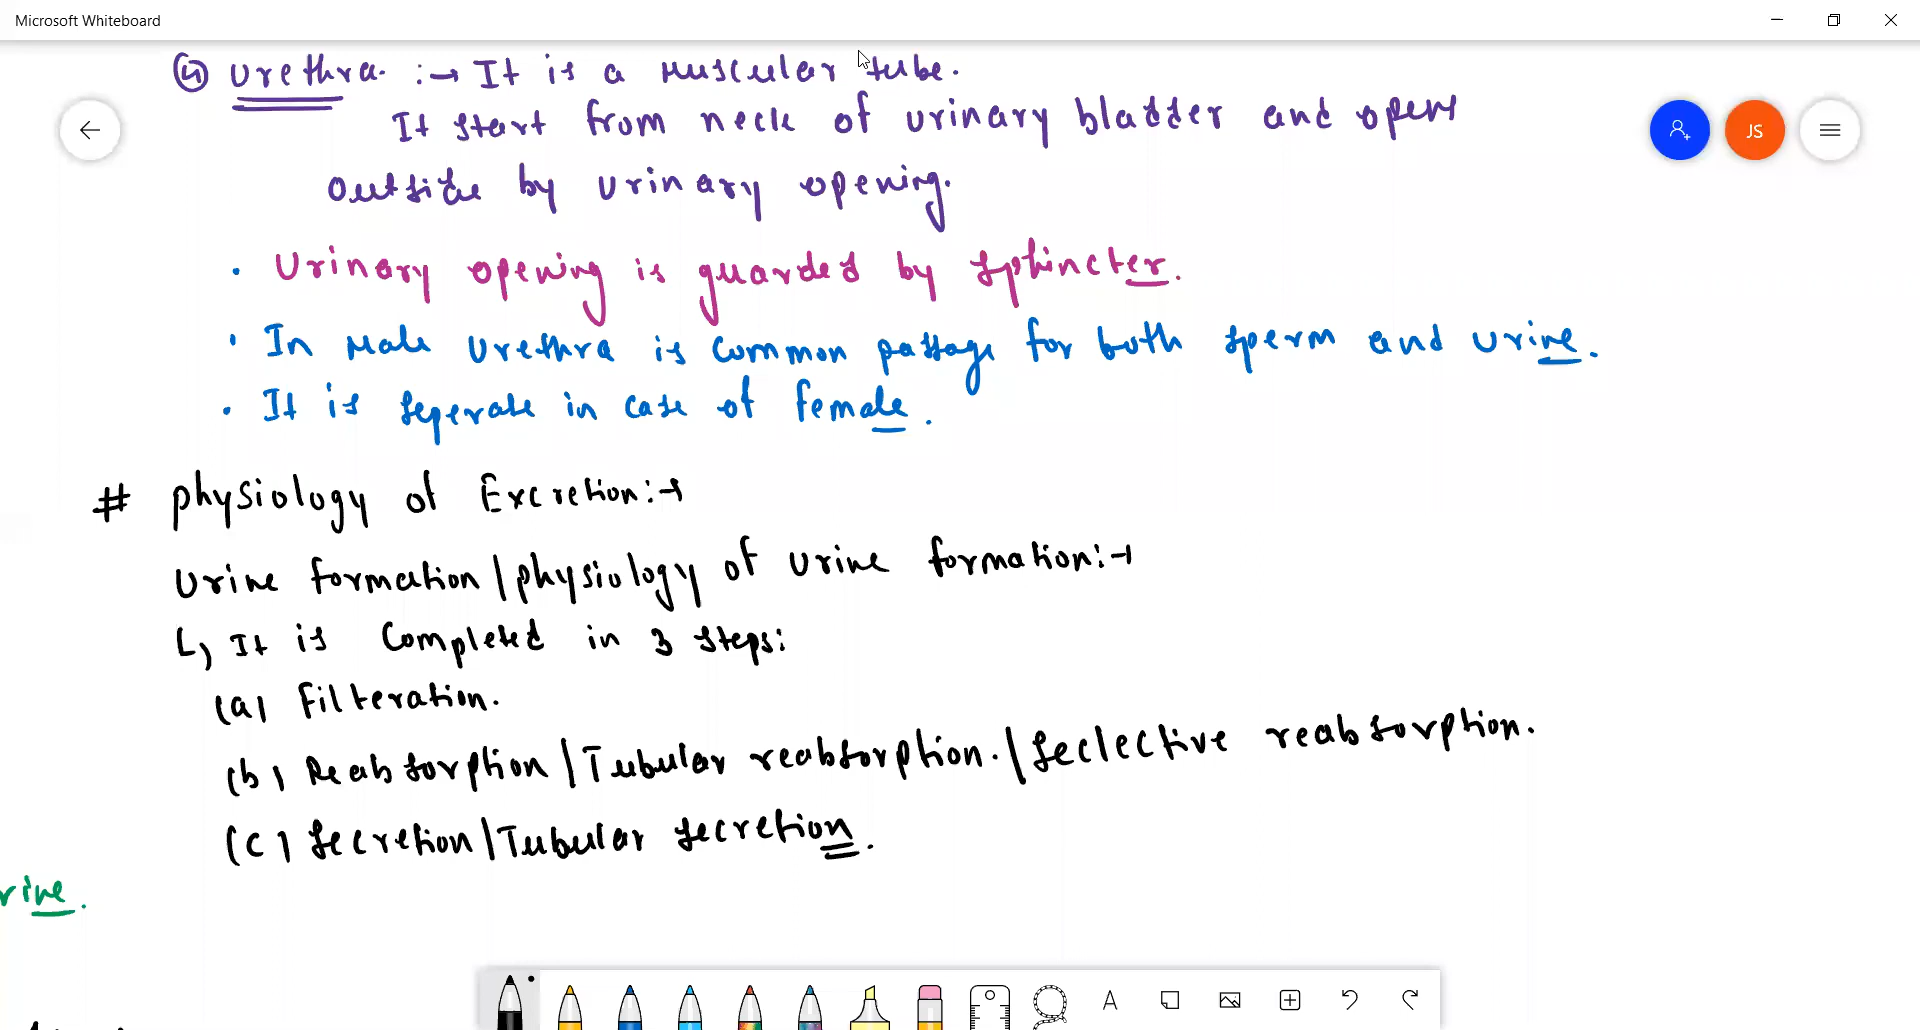 Microsoft Whiteboard
④ Urethra. :→ It is a Muscular tube.
It start from neck of urinary bladder and opens
outside by urinary opening.
JS
• Urinary opening is guarded by sphincter.
• In Male Urethra is common passage for both sperm and urine.
• It is seperate in case of female.
# Physiology of Excretion:→
Urine formation/physiology of urine formation:→
↳ It is completed in 3 steps:
(a) Filteration.
(b) Reabsorption/Tubular reabsorption./Seclective reabsorption.
(c) Secretion/Tubular secretion.
rine.
A